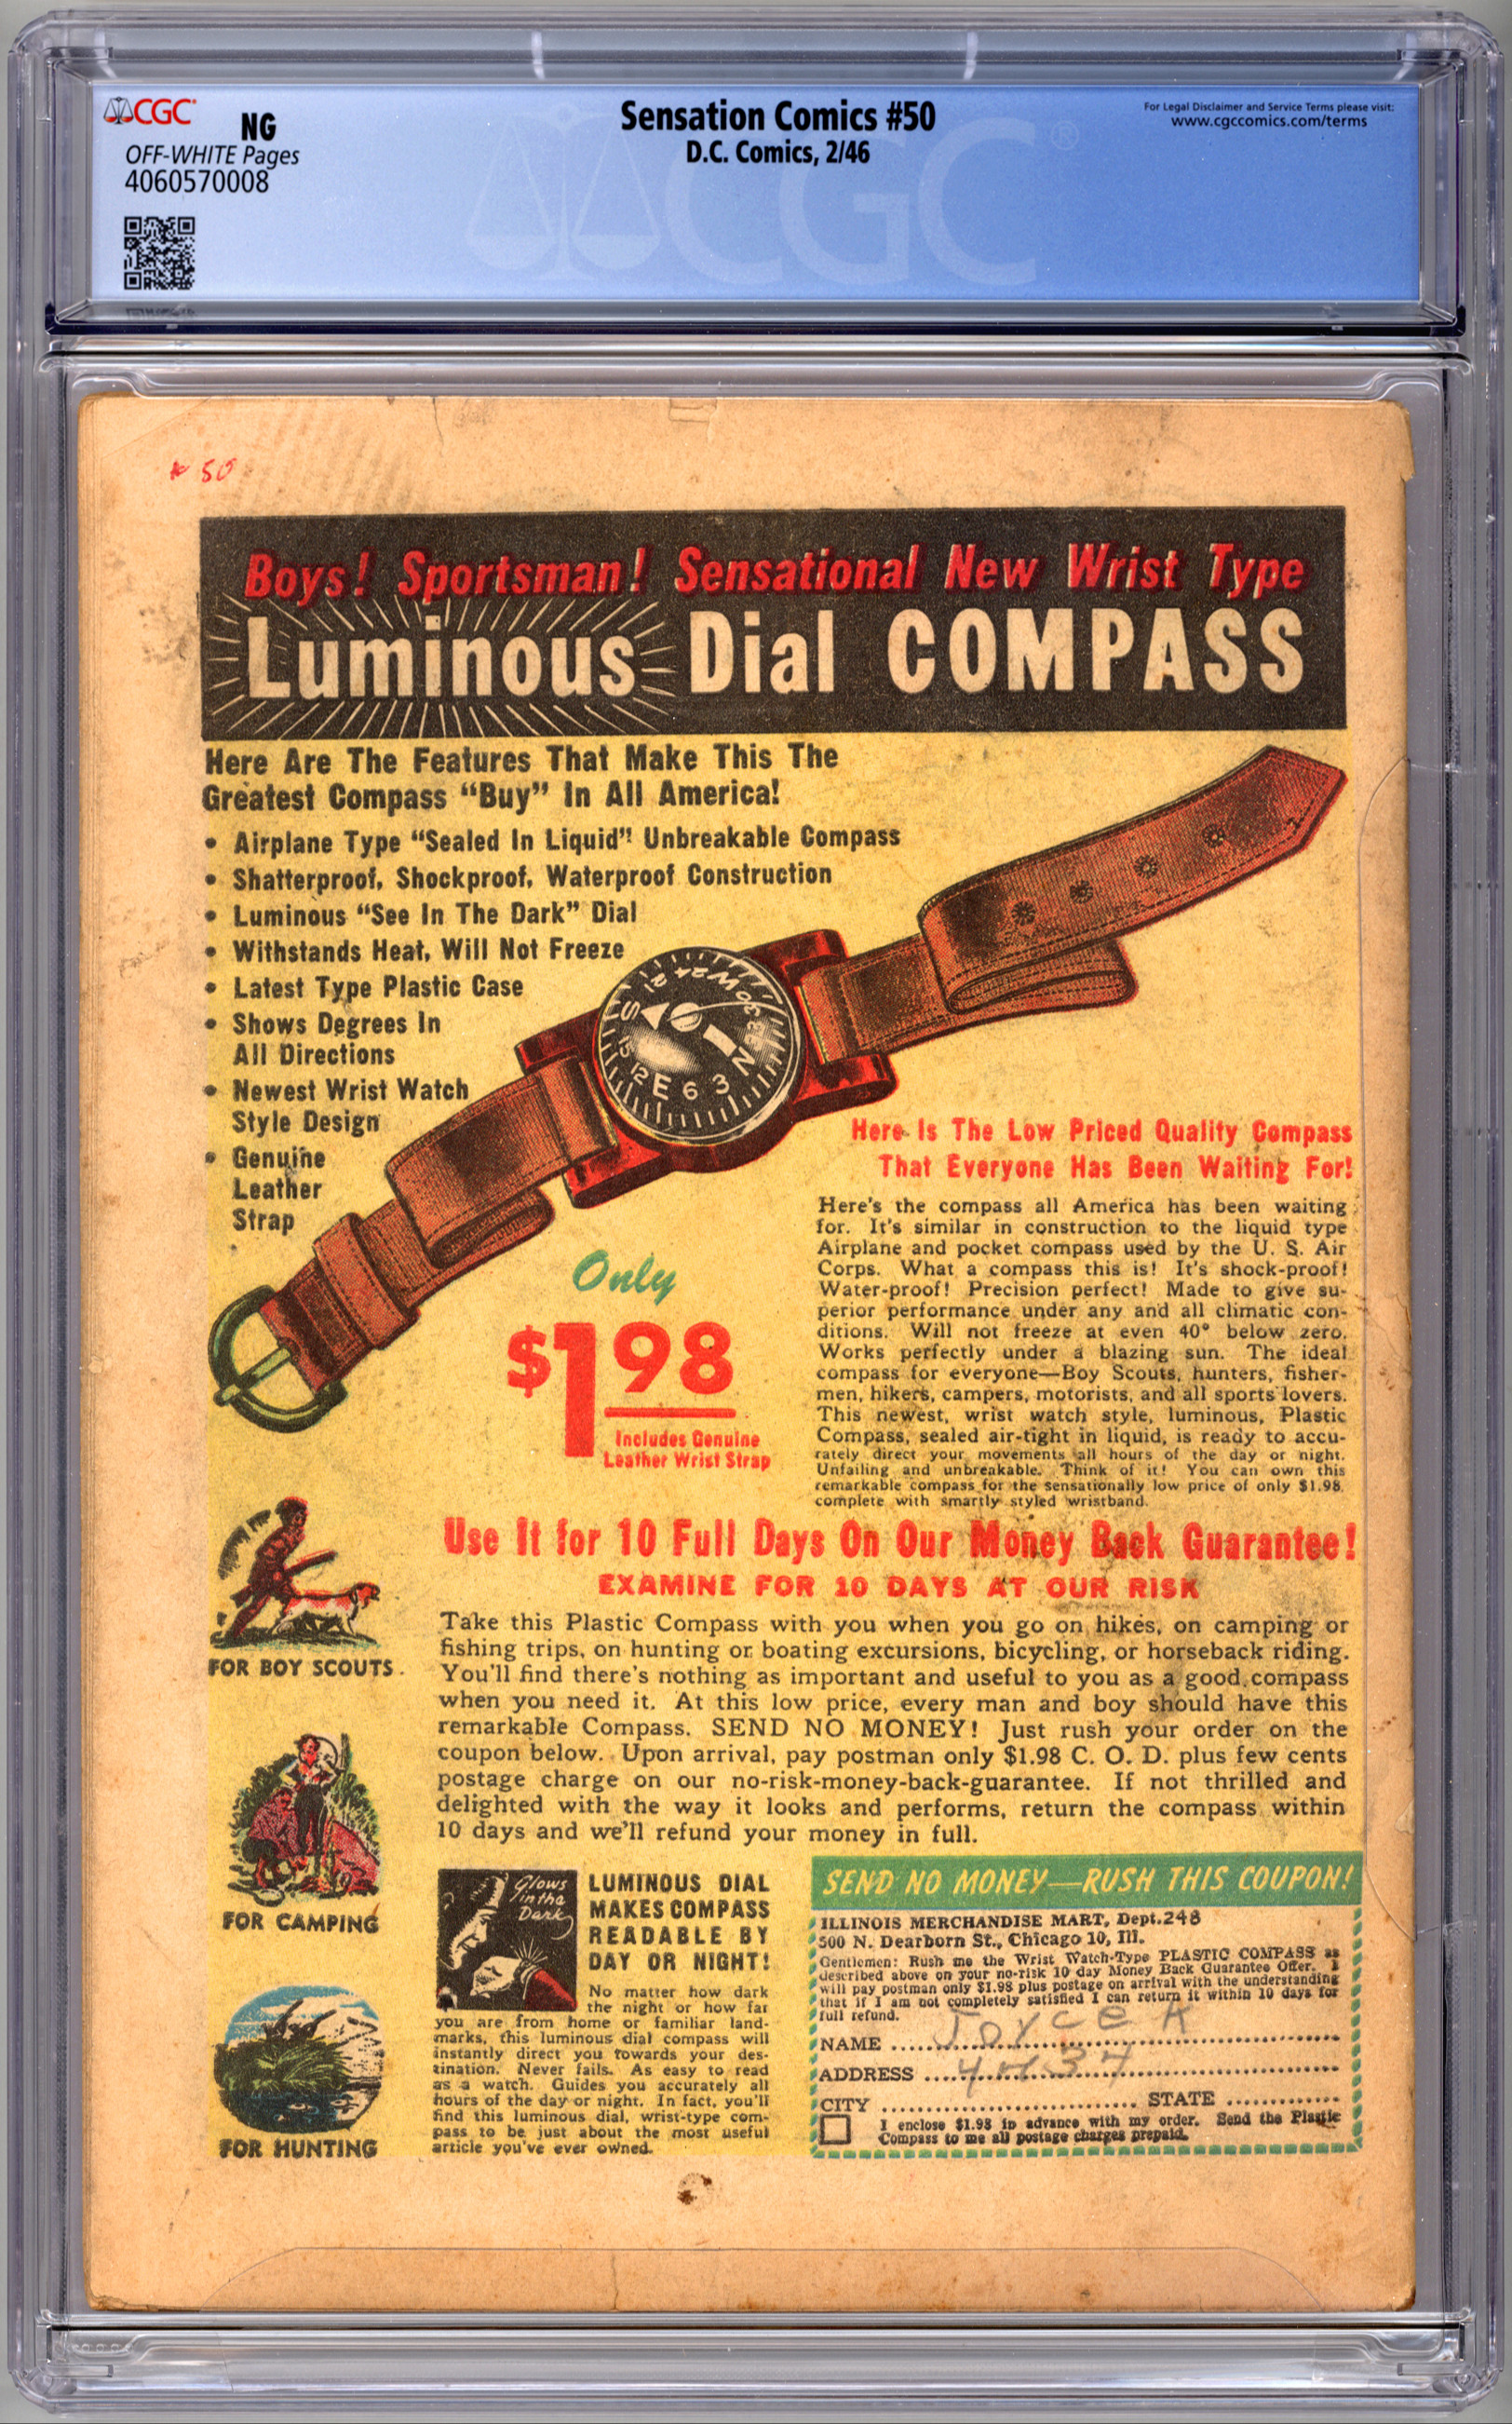 CGC
NG
OFF-WHITE Pages
4060570008
Sensation Comics #50
D.C. Comics, 2/46
For Legal Disclaimer and Service Terms please visit:
www.cgccomics.com/terms
CGC®
50
Boys! Sportsman! Sensational New Wrist Type
Luminous Dial COMPASS
Here Are The Features That Make This The
Greatest Compass "Buy" In All America!
• Airplane Type "Sealed In Liquid" Unbreakable Compass
• Shatterproof, Shockproof, Waterproof Construction
• Luminous "See In The Dark" Dial
• Withstands Heat, Will Not Freeze
• Latest Type Plastic Case
• Shows Degrees In
All Directions
• Newest Wrist Watch
Style Design
• Genuine
Leather
Strap
S 21 24 W 30 33 N 3 6 E 12 15
Here Is The Low Priced Quality Compass
That Everyone Has Been Waiting For!
Here's the compass all America has been waiting
for. It's similar in construction to the liquid type
Airplane and pocket compass used by the U. S. Air
Corps. What a compass this is! It's shock-proof!
Water-proof! Precision perfect! Made to give su-
perior performance under any and all climatic con-
ditions. Will not freeze at even 40° below zero.
Works perfectly under a blazing sun. The ideal
compass for everyone—Boy Scouts, hunters, fisher-
men, hikers, campers, motorists, and all sports lovers.
This newest, wrist watch style, luminous, Plastic
Compass, sealed air-tight in liquid, is ready to accu-
rately direct your movements all hours of the day or night.
Unfailing and unbreakable. Think of it! You can own this
remarkable compass for the sensationally low price of only $1.98
complete with smartly styled wristband.
Only
$1 98
Includes Genuine
Leather Wrist Strap
Use It for 10 Full Days On Our Money Back Guarantee!
EXAMINE FOR 10 DAYS AT OUR RISK
Take this Plastic Compass with you when you go on hikes, on camping or
fishing trips, on hunting or boating excursions, bicycling, or horseback riding.
You'll find there's nothing as important and useful to you as a good compass
when you need it. At this low price, every man and boy should have this
remarkable Compass. SEND NO MONEY! Just rush your order on the
coupon below. Upon arrival, pay postman only $1.98 C. O. D. plus few cents
postage charge on our no-risk-money-back-guarantee. If not thrilled and
delighted with the way it looks and performs, return the compass within
10 days and we'll refund your money in full.
FOR BOY SCOUTS
FOR CAMPING
FOR HUNTING
Glows
in the
Dark
LUMINOUS DIAL
MAKES COMPASS
READABLE BY
DAY OR NIGHT!
No matter how dark
the night or how far
you are from home or familiar land-
marks, this luminous dial compass will
instantly direct you towards your des-
tination. Never fails. As easy to read
as a watch. Guides you accurately all
hours of the day or night. In fact, you'll
find this luminous dial, wrist-type com-
pass to be just about the most useful
article you've ever owned.
SEND NO MONEY—RUSH THIS COUPON!
ILLINOIS MERCHANDISE MART, Dept.248
500 N. Dearborn St., Chicago 10, Ill.
Gentlemen: Rush me the Wrist Watch-Type PLASTIC COMPASS as
described above on your no-risk 10 day Money Back Guarantee Offer. I
will pay postman only $1.98 plus postage on arrival with the understanding
that if I am not completely satisfied I can return it within 10 days for
full refund.
NAME Joyce K
ADDRESS
CITY STATE
I enclose $1.98 in advance with my order. Send the Plastic
Compass to me all postage charges prepaid.